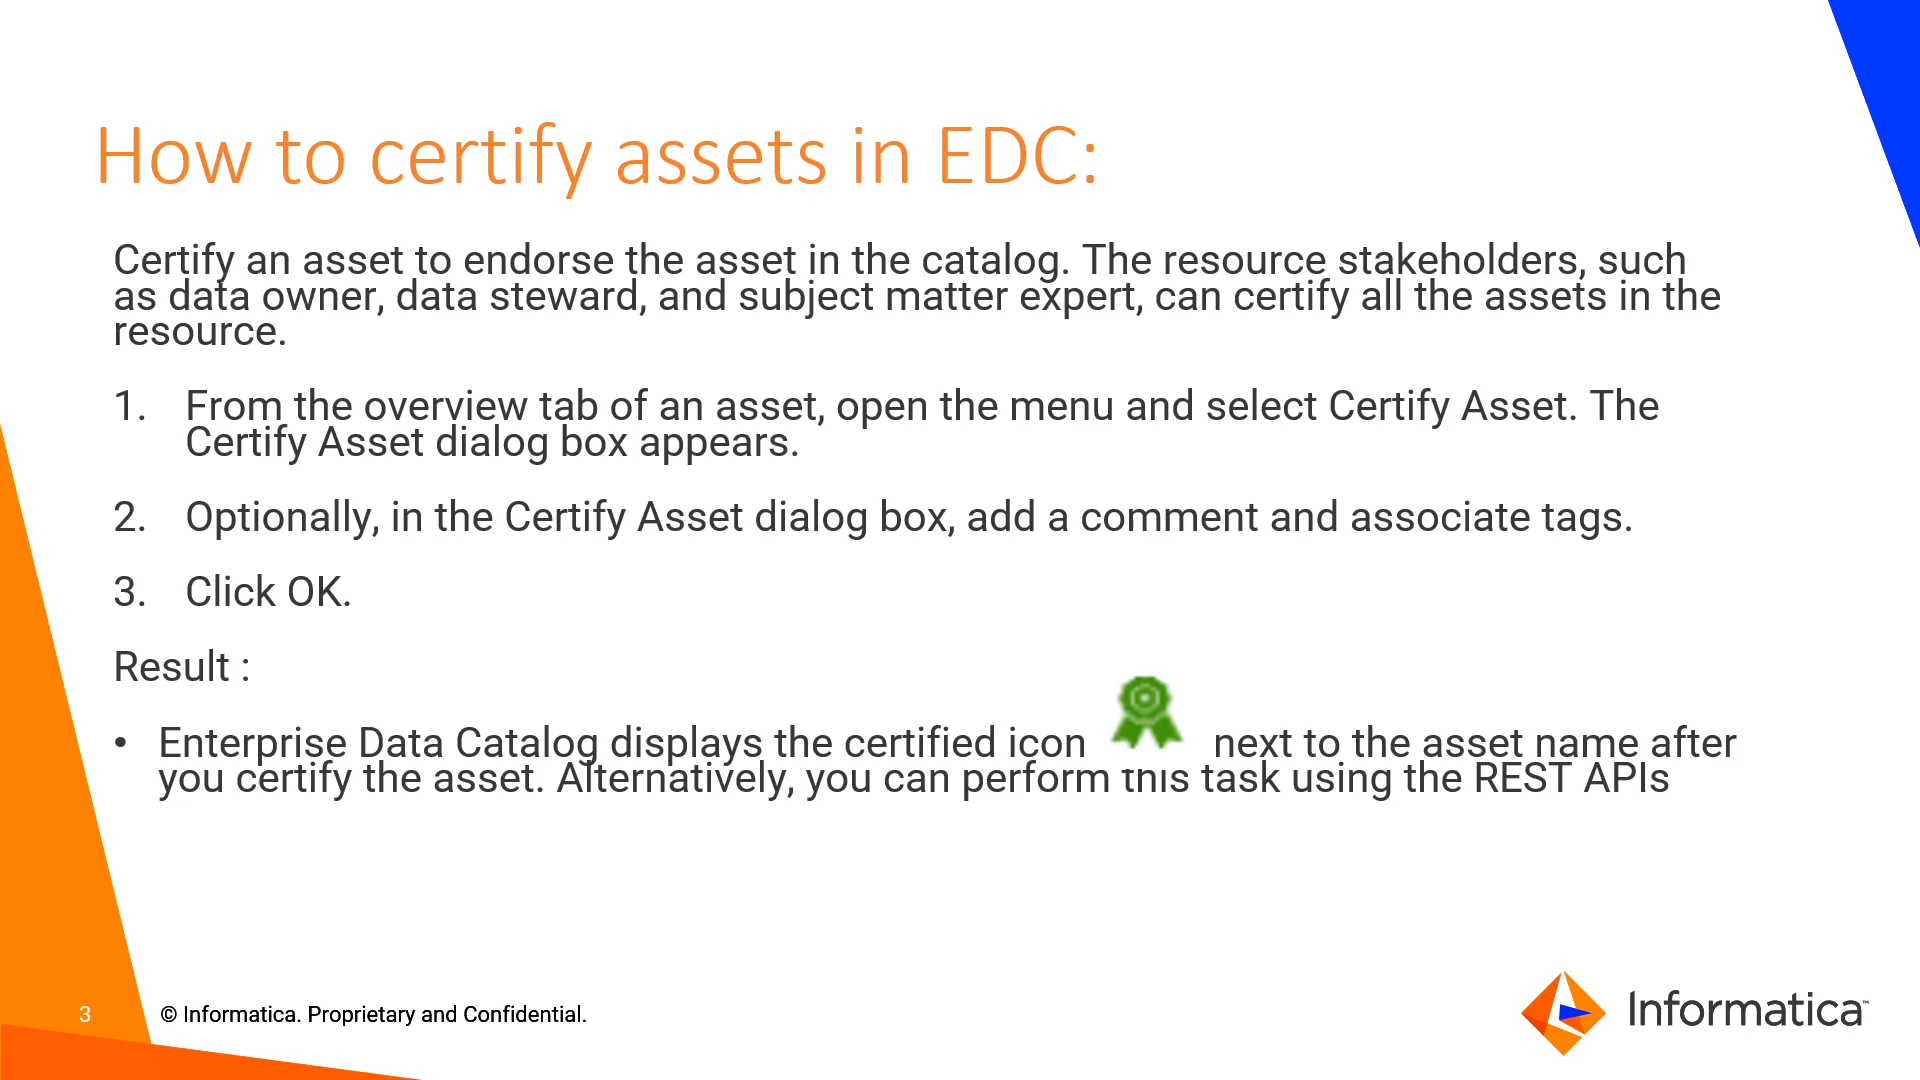 How to certify assets in EDC:
Certify an asset to endorse the asset in the catalog. The resource stakeholders, such
as data owner, data steward, and subject matter expert, can certify all the assets in the
resource.
1. From the overview tab of an asset, open the menu and select Certify Asset. The
Certify Asset dialog box appears.
2. Optionally, in the Certify Asset dialog box, add a comment and associate tags.
3. Click OK.
Result :
• Enterprise Data Catalog displays the certified icon next to the asset name after
you certify the asset. Alternatively, you can perform this task using the REST APIs
3 © Informatica. Proprietary and Confidential.
Informatica™